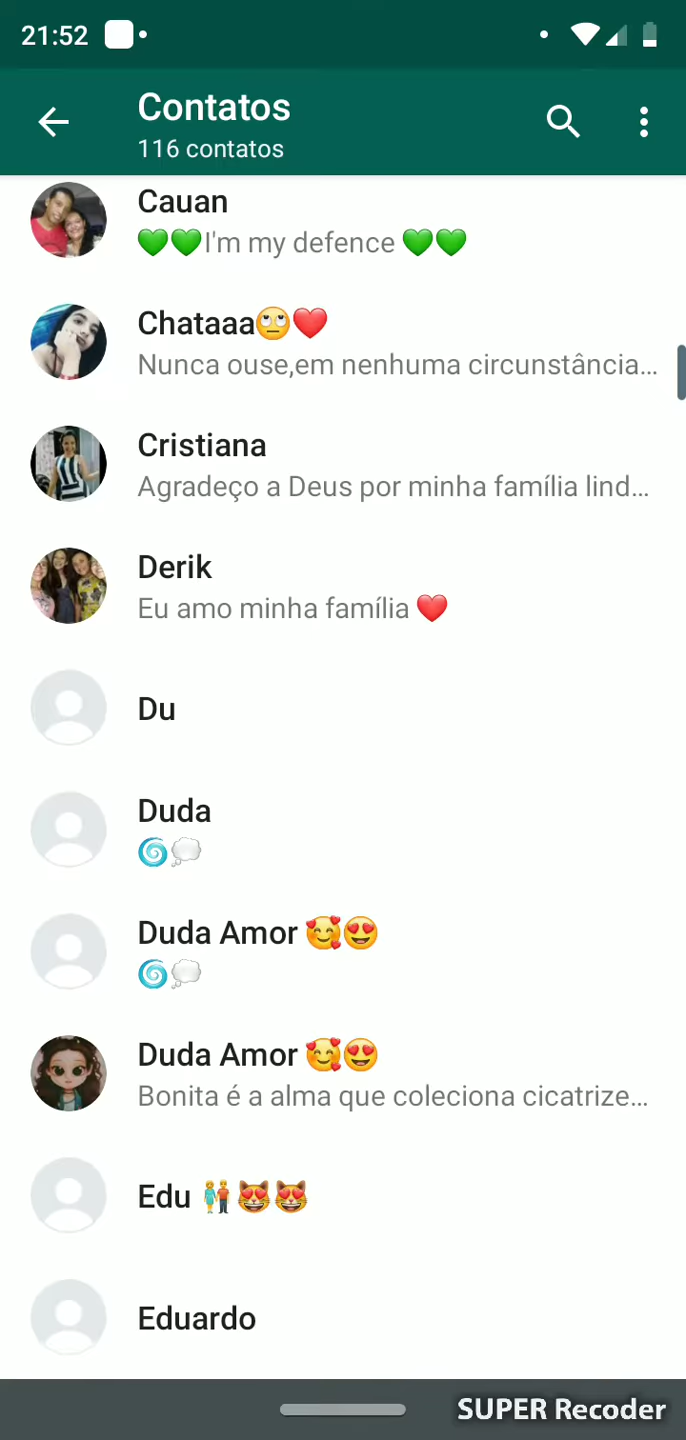 21:52
Contatos
116 contatos
Cauan
💚💚I'm my defence 💚💚
Chataaa🙄❤️
Nunca ouse,em nenhuma circunstância...
Cristiana
Agradeço a Deus por minha família lind...
Derik
Eu amo minha família ❤️
Du
Duda
🌀💭
Duda Amor 🥰😍
🌀💭
Duda Amor 🥰😍
Bonita é a alma que coleciona cicatrize...
Edu 👫😻😻
Eduardo
SUPER Recoder